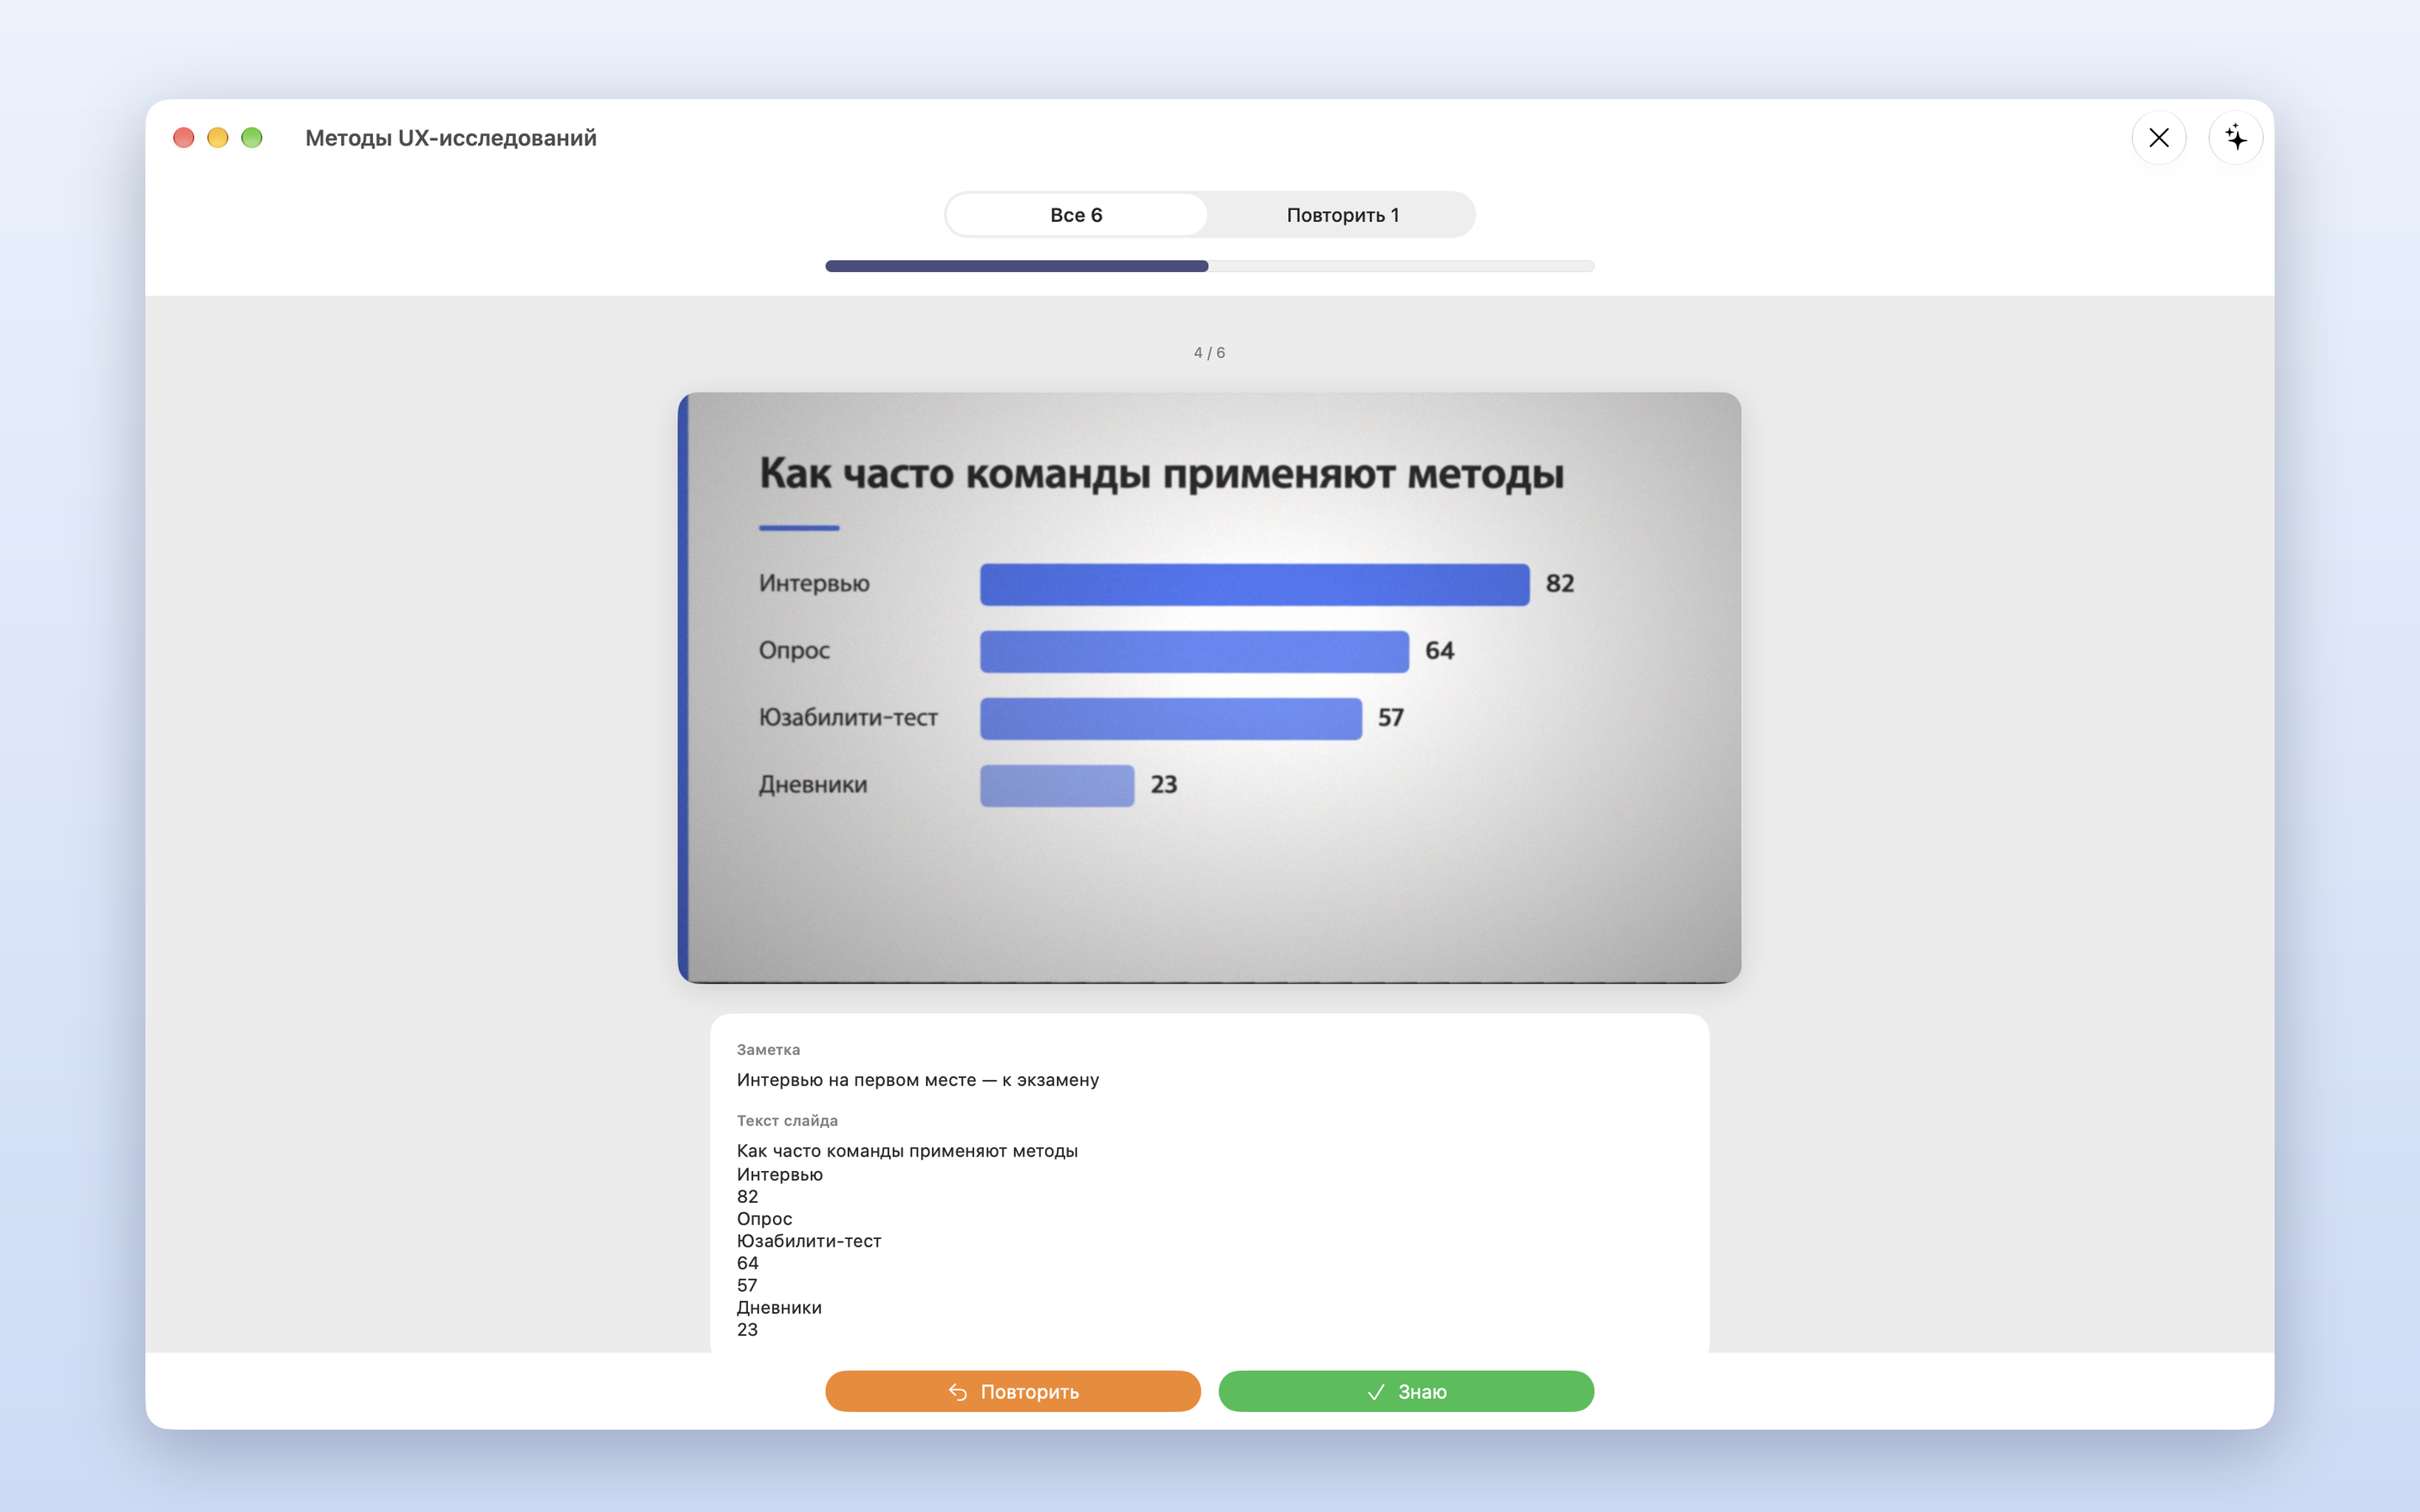 Методы UX-исследований
Все 6
Повторить 1
4 / 6
Как часто команды применяют методы
Интервью 82
Опрос 64
Юзабилити-тест 57
Дневники 23
Заметка
Интервью на первом месте — к экзамену
Текст слайда
Как часто команды применяют методы
Интервью
82
Опрос
Юзабилити-тест
64
57
Дневники
23
Повторить
Знаю